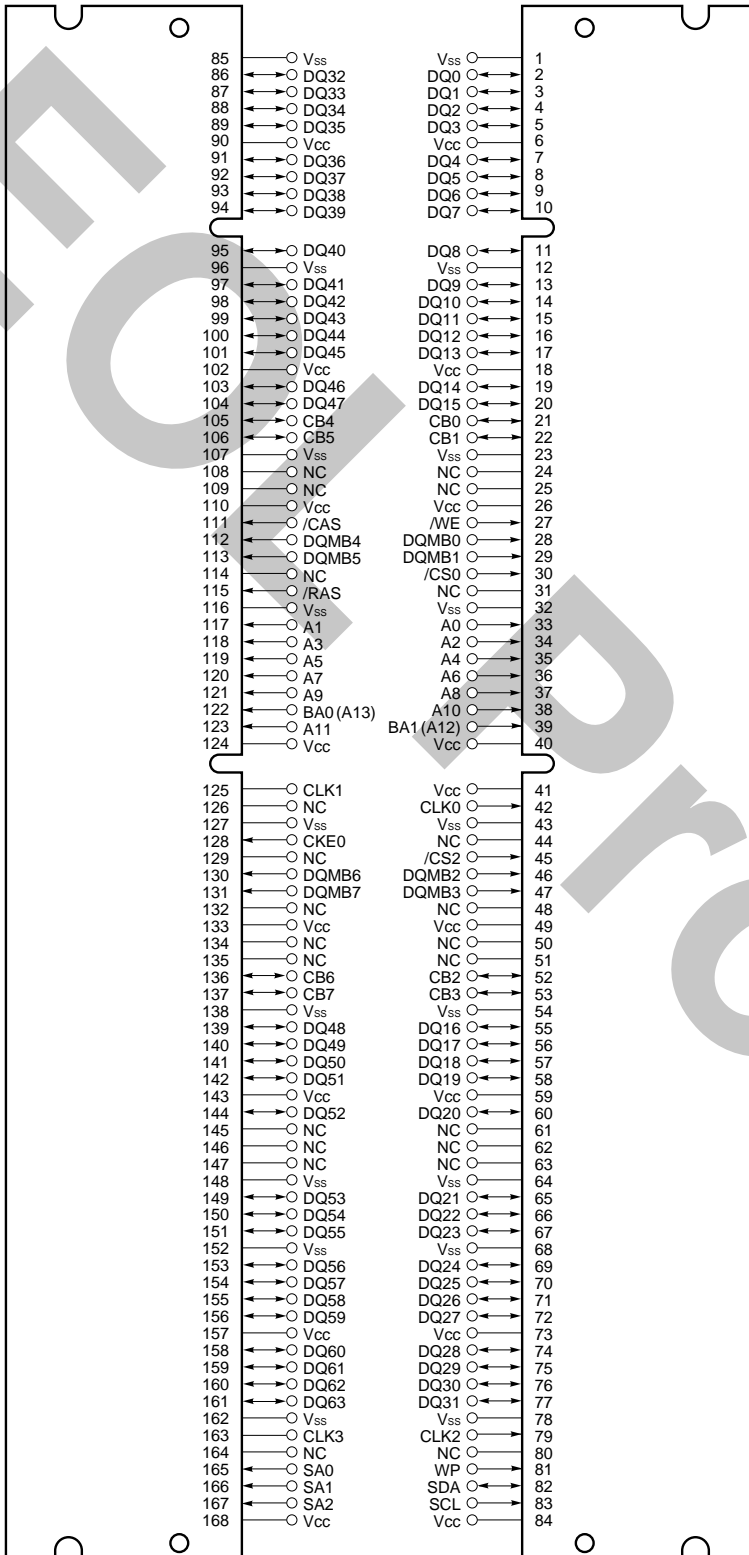 85 Vss Vss 1
86 DQ32 DQ0 2
87 DQ33 DQ1 3
88 DQ34 DQ2 4
89 DQ35 DQ3 5
90 Vcc Vcc 6
91 DQ36 DQ4 7
92 DQ37 DQ5 8
93 DQ38 DQ6 9
94 DQ39 DQ7 10
95 DQ40 DQ8 11
96 Vss Vss 12
97 DQ41 DQ9 13
98 DQ42 DQ10 14
99 DQ43 DQ11 15
100 DQ44 DQ12 16
101 DQ45 DQ13 17
102 Vcc Vcc 18
103 DQ46 DQ14 19
104 DQ47 DQ15 20
105 CB4 CB0 21
106 CB5 CB1 22
107 Vss Vss 23
108 NC NC 24
109 NC NC 25
110 Vcc Vcc 26
111 /CAS /WE 27
112 DQMB4 DQMB0 28
113 DQMB5 DQMB1 29
114 NC /CS0 30
115 /RAS NC 31
116 Vss Vss 32
117 A1 A0 33
118 A3 A2 34
119 A5 A4 35
120 A7 A6 36
121 A9 A8 37
122 BA0 (A13) A10 38
123 A11 BA1 (A12) 39
124 Vcc Vcc 40
125 CLK1 Vcc 41
126 NC CLK0 42
127 Vss Vss 43
128 CKE0 NC 44
129 NC /CS2 45
130 DQMB6 DQMB2 46
131 DQMB7 DQMB3 47
132 NC NC 48
133 Vcc Vcc 49
134 NC NC 50
135 NC NC 51
136 CB6 CB2 52
137 CB7 CB3 53
138 Vss Vss 54
139 DQ48 DQ16 55
140 DQ49 DQ17 56
141 DQ50 DQ18 57
142 DQ51 DQ19 58
143 Vcc Vcc 59
144 DQ52 DQ20 60
145 NC NC 61
146 NC NC 62
147 NC NC 63
148 Vss Vss 64
149 DQ53 DQ21 65
150 DQ54 DQ22 66
151 DQ55 DQ23 67
152 Vss Vss 68
153 DQ56 DQ24 69
154 DQ57 DQ25 70
155 DQ58 DQ26 71
156 DQ59 DQ27 72
157 Vcc Vcc 73
158 DQ60 DQ28 74
159 DQ61 DQ29 75
160 DQ62 DQ30 76
161 DQ63 DQ31 77
162 Vss Vss 78
163 CLK3 CLK2 79
164 NC NC 80
165 SA0 WP 81
166 SA1 SDA 82
167 SA2 SCL 83
168 Vcc Vcc 84
EOL Pro